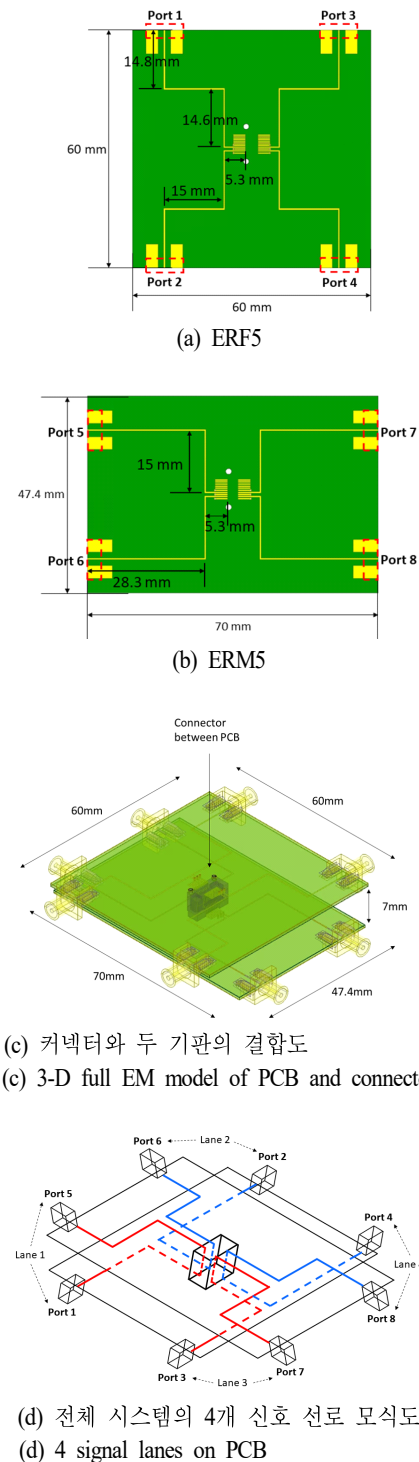 Port 1
Port 3
14.8 mm
14.6 mm
60 mm
5.3 mm
15 mm
Port 2
Port 4
60 mm
(a) ERF5
Port 5
Port 7
15 mm
47.4 mm
5.3 mm
Port 6
Port 8
28.3 mm
70 mm
(b) ERM5
Connector
between PCB
60mm
60mm
7mm
70mm
47.4mm
(c) 커넥터와 두 기판의 결합도
(c) 3-D full EM model of PCB and connect
Port 6
Lane 2
Port 2
Port 5
Port 4
Lane 1
Lane
Port 1
Port 8
Port 3
Lane 3
Port 7
(d) 전체 시스템의 4개 신호 선로 모식도
(d) 4 signal lanes on PCB